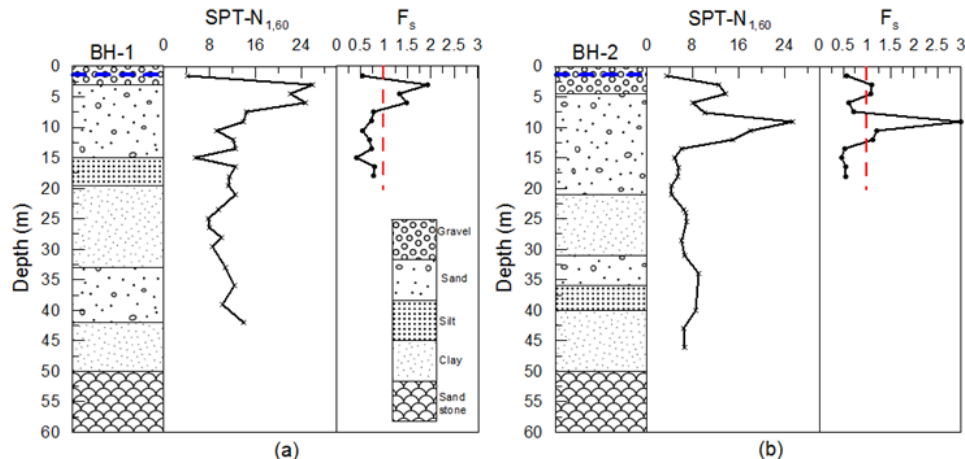 SPT-N1,60
Fs
BH-1
0 8 16 24 32
0 0.5 1 1.5 2 2.5 3
0
5
10
15
20
25
30
35
40
45
50
55
60
Depth (m)
Gravel
Sand
Silt
Clay
Sand stone
(a)
SPT-N1,60
Fs
BH-2
0 8 16 24 32
0 0.5 1 1.5 2 2.5 3
0
5
10
15
20
25
30
35
40
45
50
55
60
Depth (m)
(b)